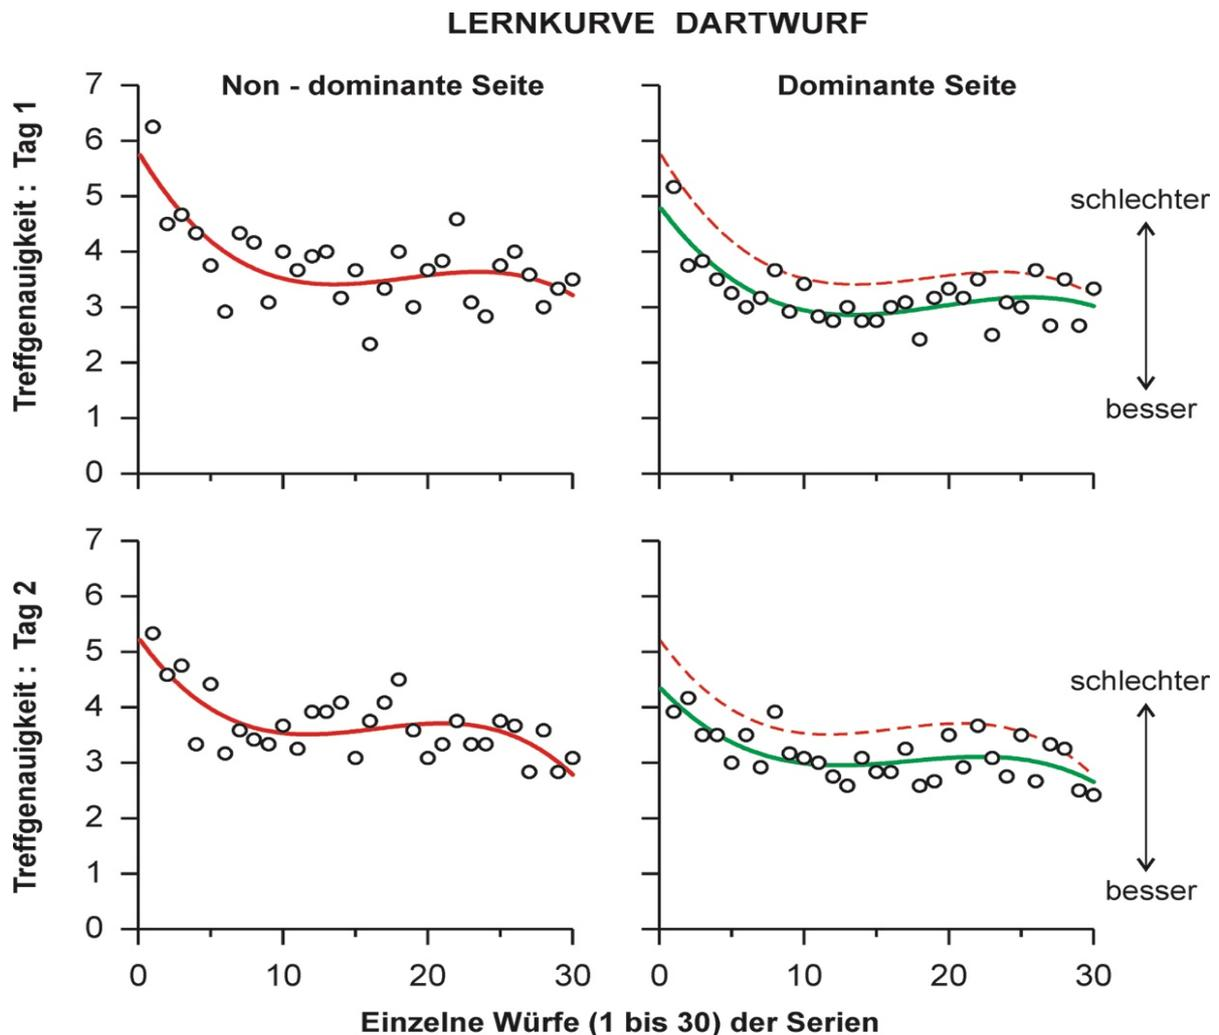 LERNKURVE DARTWURF
Non - dominante Seite
Dominante Seite
Treffgenauigkeit : Tag 1
7
6
5
4
3
2
1
0
schlechter
besser
Treffgenauigkeit : Tag 2
7
6
5
4
3
2
1
0
schlechter
besser
0 10 20 30
0 10 20 30
Einzelne Würfe (1 bis 30) der Serien